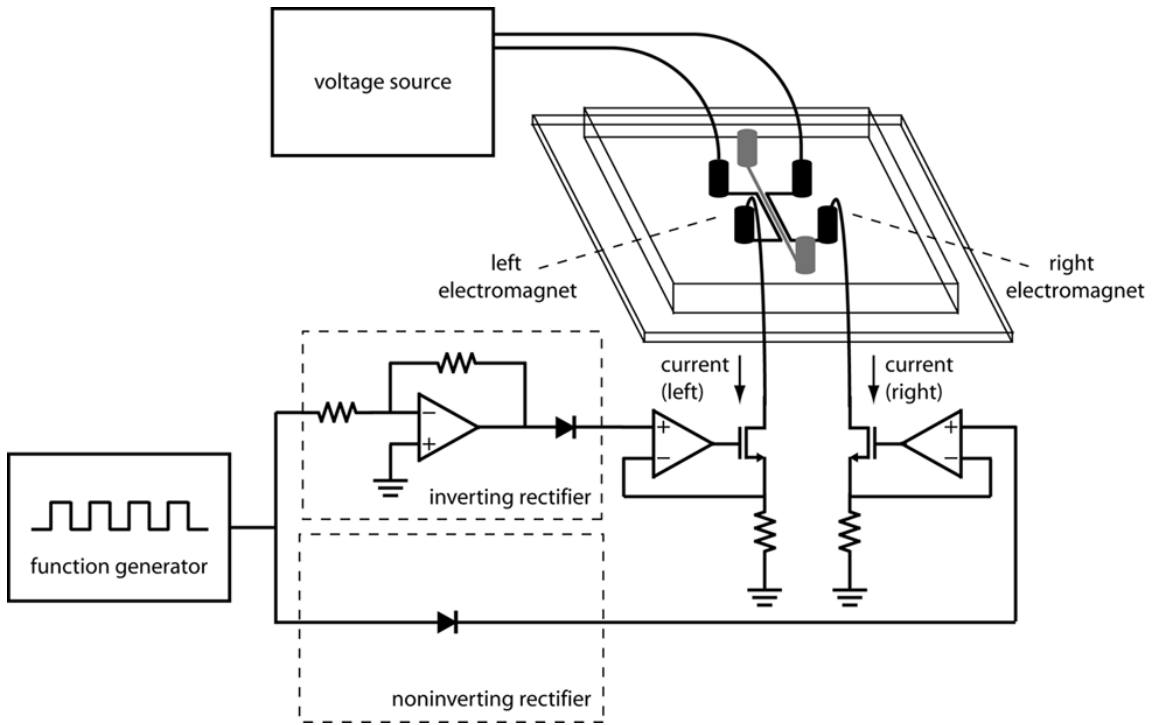 voltage source
left
electromagnet
right
electromagnet
current
(left)
current
(right)
−
+
+
−
+
−
inverting rectifier
function generator
noninverting rectifier